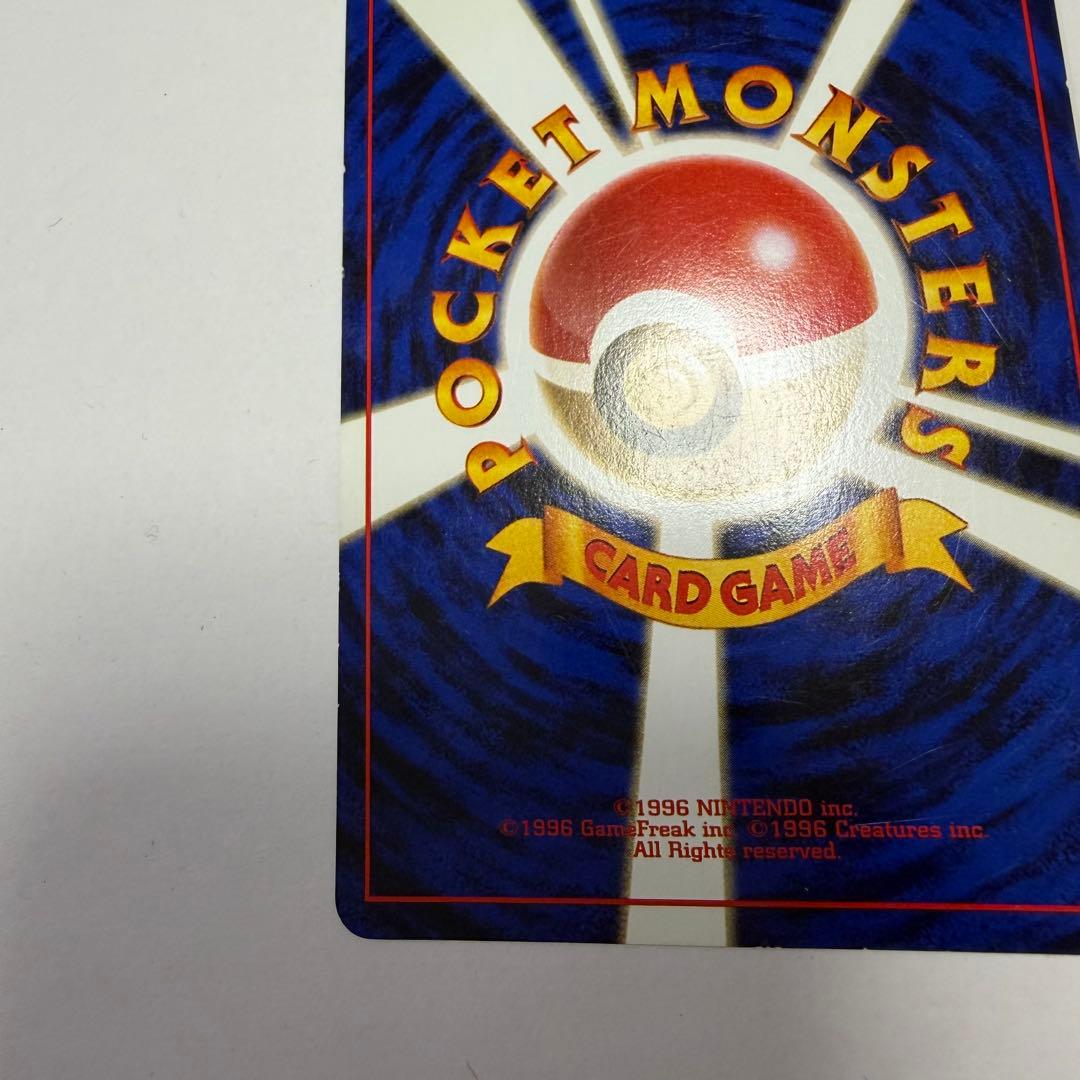 POCKET MONSTERS
CARD GAME
©1996 NINTENDO inc.
©1996 GameFreak inc. ©1996 Creatures inc.
All Rights reserved.